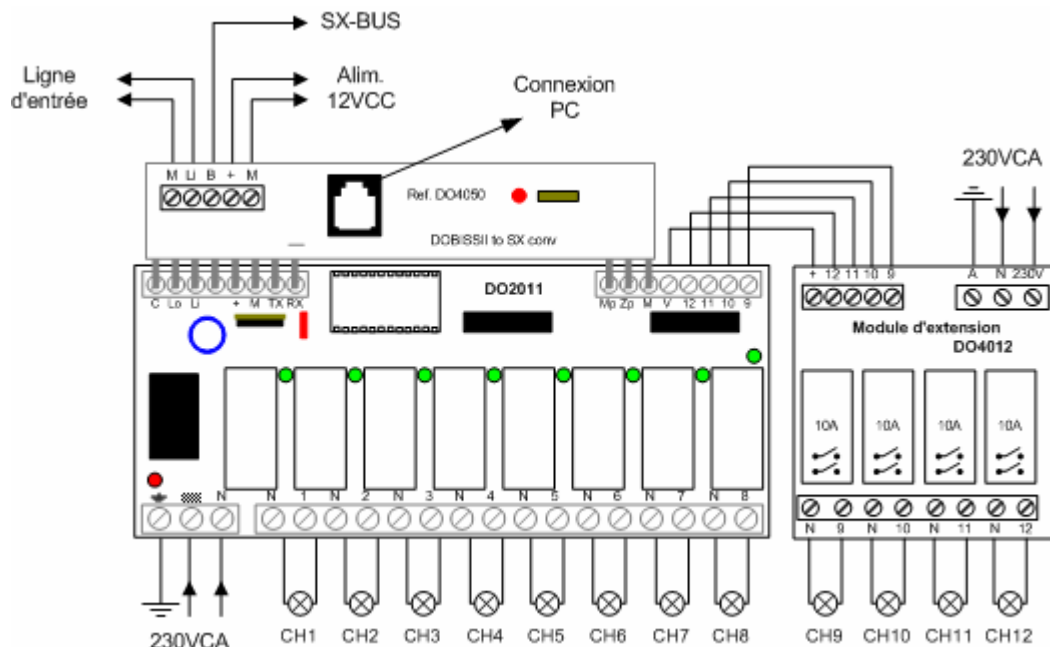 SX-BUS
Ligne
d'entrée
Alim.
12VCC
Connexion
PC
230VCA
M Li B + M
Ref. DO4050
DOBISSII to SX conv
C Lo Li + M TX RX
DO2011
Mp Zp M V 12 11 10 9
+ 12 11 10 9
A N 230V
Module d'extension
DO4012
10A 10A 10A 10A
N N 1 N 2 N 3 N 4 N 5 N 6 N 7 N 8
N 9 N 10 N 11 N 12
230VCA
CH1 CH2 CH3 CH4 CH5 CH6 CH7 CH8
CH9 CH10 CH11 CH12